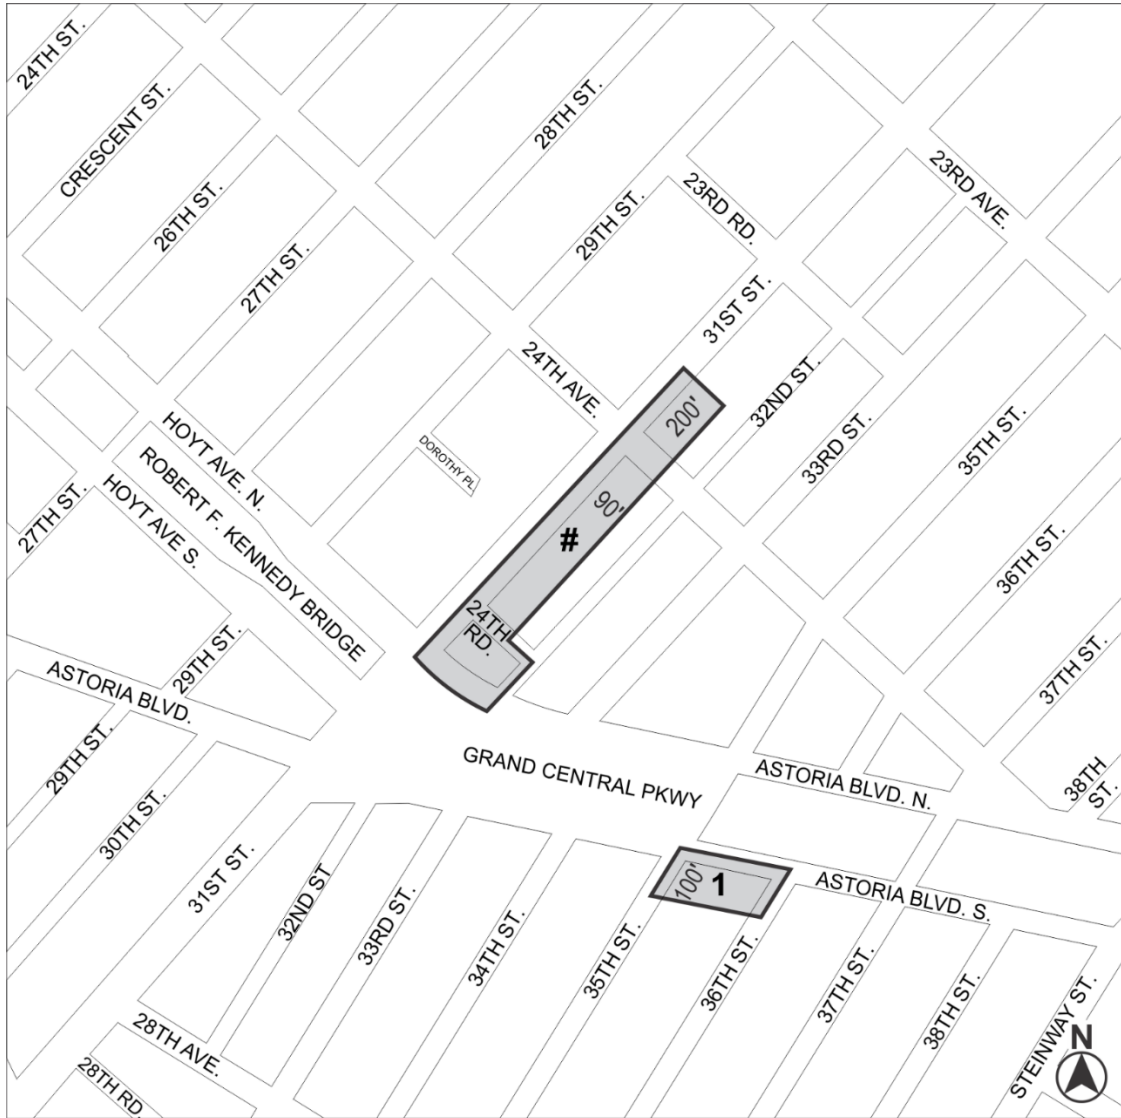 24TH ST.
CRESCENT ST.
26TH ST.
27TH ST.
28TH ST.
29TH ST.
23RD RD.
23RD AVE.
31ST ST.
24TH AVE.
32ND ST.
33RD ST.
35TH ST.
36TH ST.
37TH ST.
38TH
ST.
200'
90'
#
24TH
RD.
DOROTHY PL.
HOYT AVE. N.
ROBERT F. KENNEDY BRIDGE
HOYT AVE S.
27TH ST.
29TH ST.
ASTORIA BLVD.
29TH ST.
30TH ST.
31ST ST.
GRAND CENTRAL PKWY
ASTORIA BLVD. N.
100'
1
ASTORIA BLVD. S.
32ND ST
33RD ST.
34TH ST.
35TH ST.
36TH ST.
37TH ST.
38TH ST.
STEINWAY ST.
28TH AVE.
28TH RD.
N